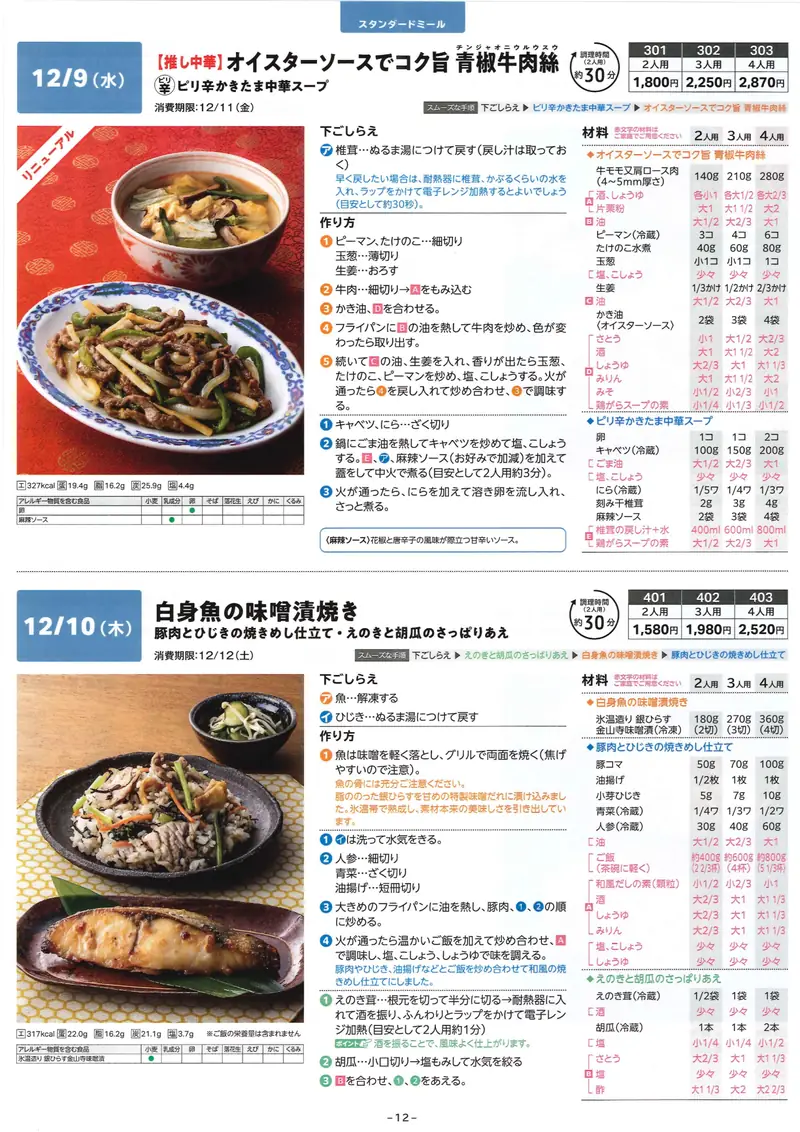 スタンダードミール
12/9(水)
【推し中華】オイスターソースでコク旨 青椒牛肉絲
チンジャオニウルウスウ
ピリ辛 ピリ辛かきたま中華スープ
消費期限:12/11(金)
調理時間
(2人用)
約30分
301 302 303
2人用 3人用 4人用
1,800円 2,250円 2,870円
スムーズな手順 下ごしらえ▶ピリ辛かきたま中華スープ▶オイスターソースでコク旨 青椒牛肉絲
リニューアル
下ごしらえ
ア 椎茸…ぬるま湯につけて戻す(戻し汁は取っておく)
早く戻したい場合は、耐熱容器に椎茸、かぶるくらいの水を
入れ、ラップをかけて電子レンジ加熱するとよいでしょう
(目安として約30秒)。
作り方
1 ピーマン、たけのこ…細切り
玉葱…薄切り
生姜…おろす
2 牛肉…細切り→Aをもみ込む
3 かき油、Dを合わせる。
4 フライパンにBの油を熱して牛肉を炒め、色が変
わったら取り出す。
5 続いてCの油、生姜を入れ、香りが出たら玉葱、
たけのこ、ピーマンを炒め、塩、こしょうする。火が
通ったら4を戻し入れて炒め合わせ、3で調味す
る。
1 キャベツ、にら…ざく切り
2 鍋にごま油を熱してキャベツを炒めて塩、こしょう
する。E、ア、麻辣ソース(お好みで加減)を加えて
蓋をして中火で煮る(目安として2人用約3分)。
3 火が通ったら、にらを加えて溶き卵を流し入れ、
さっと煮る。
〈麻辣ソース〉花椒と唐辛子の風味が際立つ甘辛いソース。
材料 赤文字の材料は
ご家庭でご用意ください 2人用 3人用 4人用
◆オイスターソースでコク旨 青椒牛肉絲
牛モモ又肩ロース肉
(4〜5mm厚さ) 140g 210g 280g
A 酒、しょうゆ 各小1 各大1/2 各大2/3
片栗粉 大1 大1 1/2 大2
B 油 大1/2 大2/3 大1
ピーマン(冷蔵) 3コ 4コ 6コ
たけのこ水煮 40g 60g 80g
玉葱 小1コ 小1コ 1コ
塩、こしょう 少々 少々 少々
生姜 1/3かけ 1/2かけ 2/3かけ
C 油 大1/2 大2/3 大1
かき油
(オイスターソース) 2袋 3袋 4袋
D さとう 小1 大1/2 大2/3
酒 大1 大1 1/2 大2
しょうゆ 大2/3 大1 大1 1/3
みりん 大1 大1 1/2 大2
みそ 小1/2 小2/3 小1
鶏がらスープの素 小1/4 小1/3 小1/2
◆ピリ辛かきたま中華スープ
卵 1コ 1コ 2コ
キャベツ(冷蔵) 100g 150g 200g
ごま油 大1/2 大2/3 大1
塩、こしょう 少々 少々 少々
にら(冷蔵) 1/5ワ 1/4ワ 1/3ワ
刻み干椎茸 2g 3g 4g
麻辣ソース 2袋 3袋 4袋
E 椎茸の戻し汁+水 400ml 600ml 800ml
鶏がらスープの素 大1/2 大2/3 大1
エ327kcal 蛋19.4g 脂16.2g 炭25.9g 塩4.4g
アレルギー物質を含む食品 小麦 乳成分 卵 そば 落花生 えび かに くるみ
卵 ●
麻辣ソース ●
12/10(木)
白身魚の味噌漬焼き
豚肉とひじきの焼きめし仕立て・えのきと胡瓜のさっぱりあえ
消費期限:12/12(土)
調理時間
(2人用)
約30分
401 402 403
2人用 3人用 4人用
1,580円 1,980円 2,520円
スムーズな手順 下ごしらえ▶えのきと胡瓜のさっぱりあえ▶白身魚の味噌漬焼き▶豚肉とひじきの焼きめし仕立て
下ごしらえ
ア 魚…解凍する
イ ひじき…ぬるま湯につけて戻す
作り方
1 魚は味噌を軽く落とし、グリルで両面を焼く(焦げ
やすいので注意)。
魚の骨には充分ご注意ください。
脂ののった銀ひらすを甘めの特製味噌だれに漬け込みまし
た。氷温帯で熟成し、素材本来の美味しさを引き出してい
ます。
1 イは洗って水気をきる。
2 人参…細切り
青菜…ざく切り
油揚げ…短冊切り
3 大きめのフライパンに油を熱し、豚肉、1、2の順
に炒める。
4 火が通ったら温かいご飯を加えて炒め合わせ、A
で調味し、塩、こしょう、しょうゆで味を調える。
豚肉やひじき、油揚げなどとご飯を炒め合わせて和風の焼
きめし仕立てにしました。
1 えのき茸…根元を切って半分に切る→耐熱容器に入
れて酒を振り、ふんわりとラップをかけて電子レン
ジ加熱(目安として2人用約1分)
ポイント 酒を振ることで、風味よく仕上がります。
2 胡瓜…小口切り→塩もみして水気を絞る
3 Bを合わせ、1、2をあえる。
材料 赤文字の材料は
ご家庭でご用意ください 2人用 3人用 4人用
◆白身魚の味噌漬焼き
氷温造り 銀ひらす
金山寺味噌漬(冷凍) 180g (2切) 270g (3切) 360g (4切)
◆豚肉とひじきの焼きめし仕立て
豚コマ 50g 70g 100g
油揚げ 1/2枚 1枚 1枚
小芽ひじき 5g 7g 10g
青菜(冷蔵) 1/4ワ 1/3ワ 1/2ワ
人参(冷蔵) 30g 40g 60g
油 大1/2 大2/3 大1
ご飯
(茶碗に軽く) 約400g (2 2/3杯) 約600g (4杯) 約800g (5 1/3杯)
A 和風だしの素(顆粒) 小1/2 小2/3 小1
酒 大2/3 大1 大1 1/3
しょうゆ 大2/3 大1 大1 1/3
みりん 大2/3 大1 大1 1/3
塩、こしょう 少々 少々 少々
しょうゆ 少々 少々 少々
◆えのきと胡瓜のさっぱりあえ
えのき茸(冷蔵) 1/2袋 1袋 1袋
酒 少々 少々 少々
胡瓜(冷蔵) 1本 1本 2本
塩 小1/4 小1/4 小1/2
B さとう 大2/3 大1 大1 1/3
塩 少々 少々 少々
酢 大1 1/3 大2 大2 2/3
エ317kcal 蛋22.0g 脂16.2g 炭21.1g 塩3.7g ※ご飯の栄養量は含まれません
アレルギー物質を含む食品 小麦 乳成分 卵 そば 落花生 えび かに くるみ
氷温造り 銀ひらす金山寺味噌漬 ●
-12-